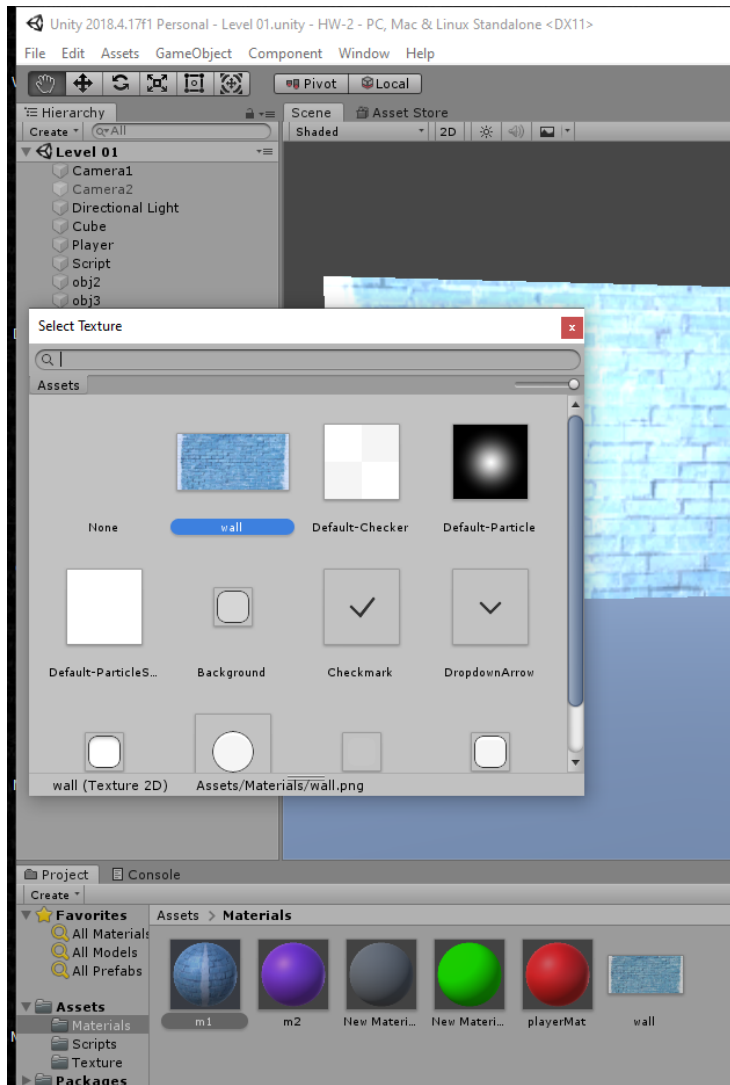 Unity 2018.4.17f1 Personal - Level 01.unity - HW-2 - PC, Mac & Linux Standalone <DX11>
File Edit Assets GameObject Component Window Help
Pivot Local
Hierarchy
Create All
Level 01
Camera1
Camera2
Directional Light
Cube
Player
Script
obj2
obj3
Scene Asset Store
Shaded 2D
Select Texture
x
Assets
None wall Default-Checker Default-Particle
Default-ParticleS... Background Checkmark DropdownArrow
wall (Texture 2D) Assets/Materials/wall.png
Project Console
Create
Favorites
All Materials
All Models
All Prefabs
Assets
Materials
Scripts
Texture
Packages
Assets > Materials
m1 m2 New Materi... New Materi... playerMat wall